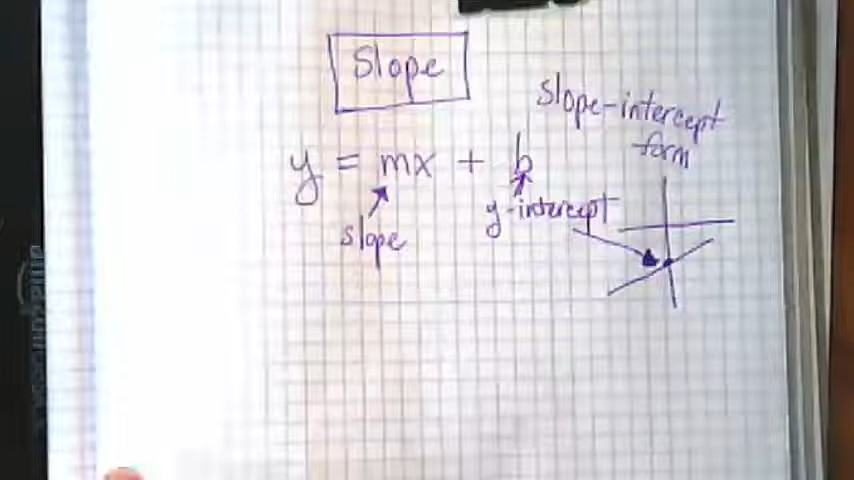 Slope
slope-intercept
form
y = mx + b
slope
y-intercept